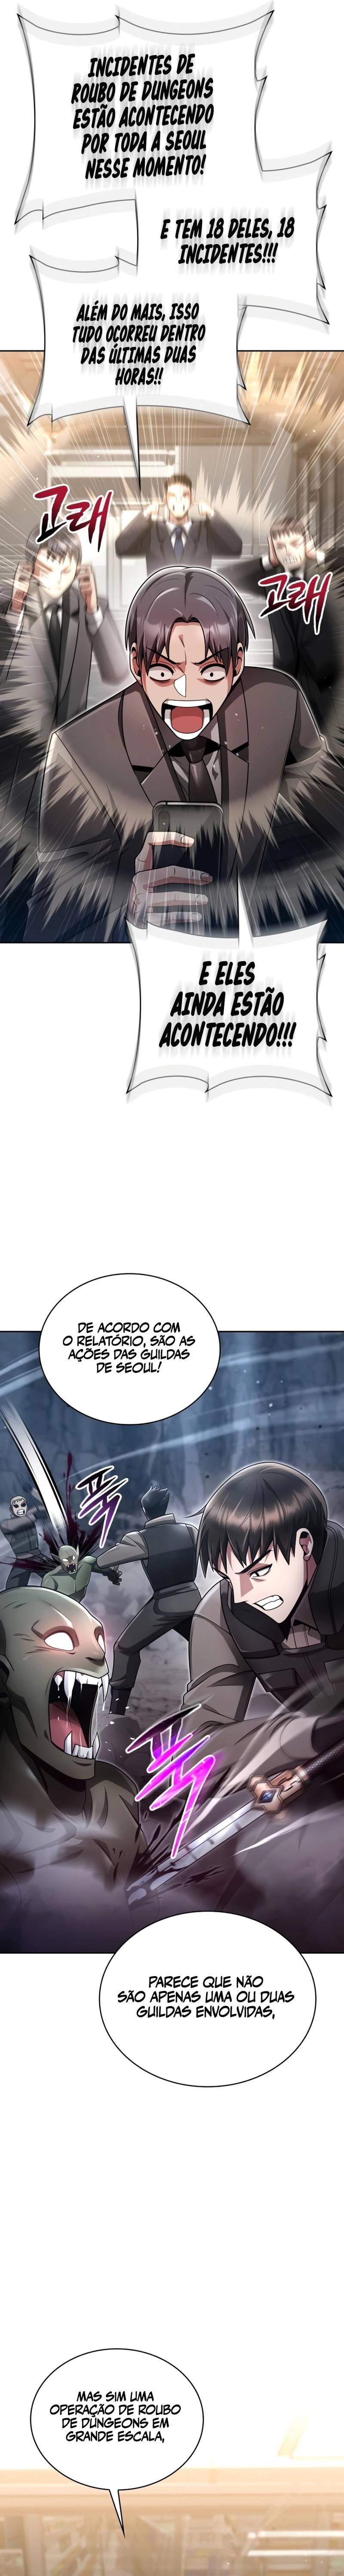 INCIDENTES DE
ROUBO DE DUNGEONS
ESTÃO ACONTECENDO
POR TODA A SEOUL
NESSE MOMENTO!
E TEM 18 DELES, 18
INCIDENTES!!!
ALÉM DO MAIS, ISSO
TUDO OCORREU DENTRO
DAS ÚLTIMAS DUAS
HORAS!!
고래
고래
E ELES
AINDA ESTÃO
ACONTECENDO!!!
DE ACORDO COM
O RELATÓRIO, SÃO AS
AÇÕES DAS GUILDAS
DE SEOUL!
푹
푹
PARECE QUE NÃO
SÃO APENAS UMA OU DUAS
GUILDAS ENVOLVIDAS,
MAS SIM UMA
OPERAÇÃO DE ROUBO
DE DUNGEONS EM
GRANDE ESCALA,